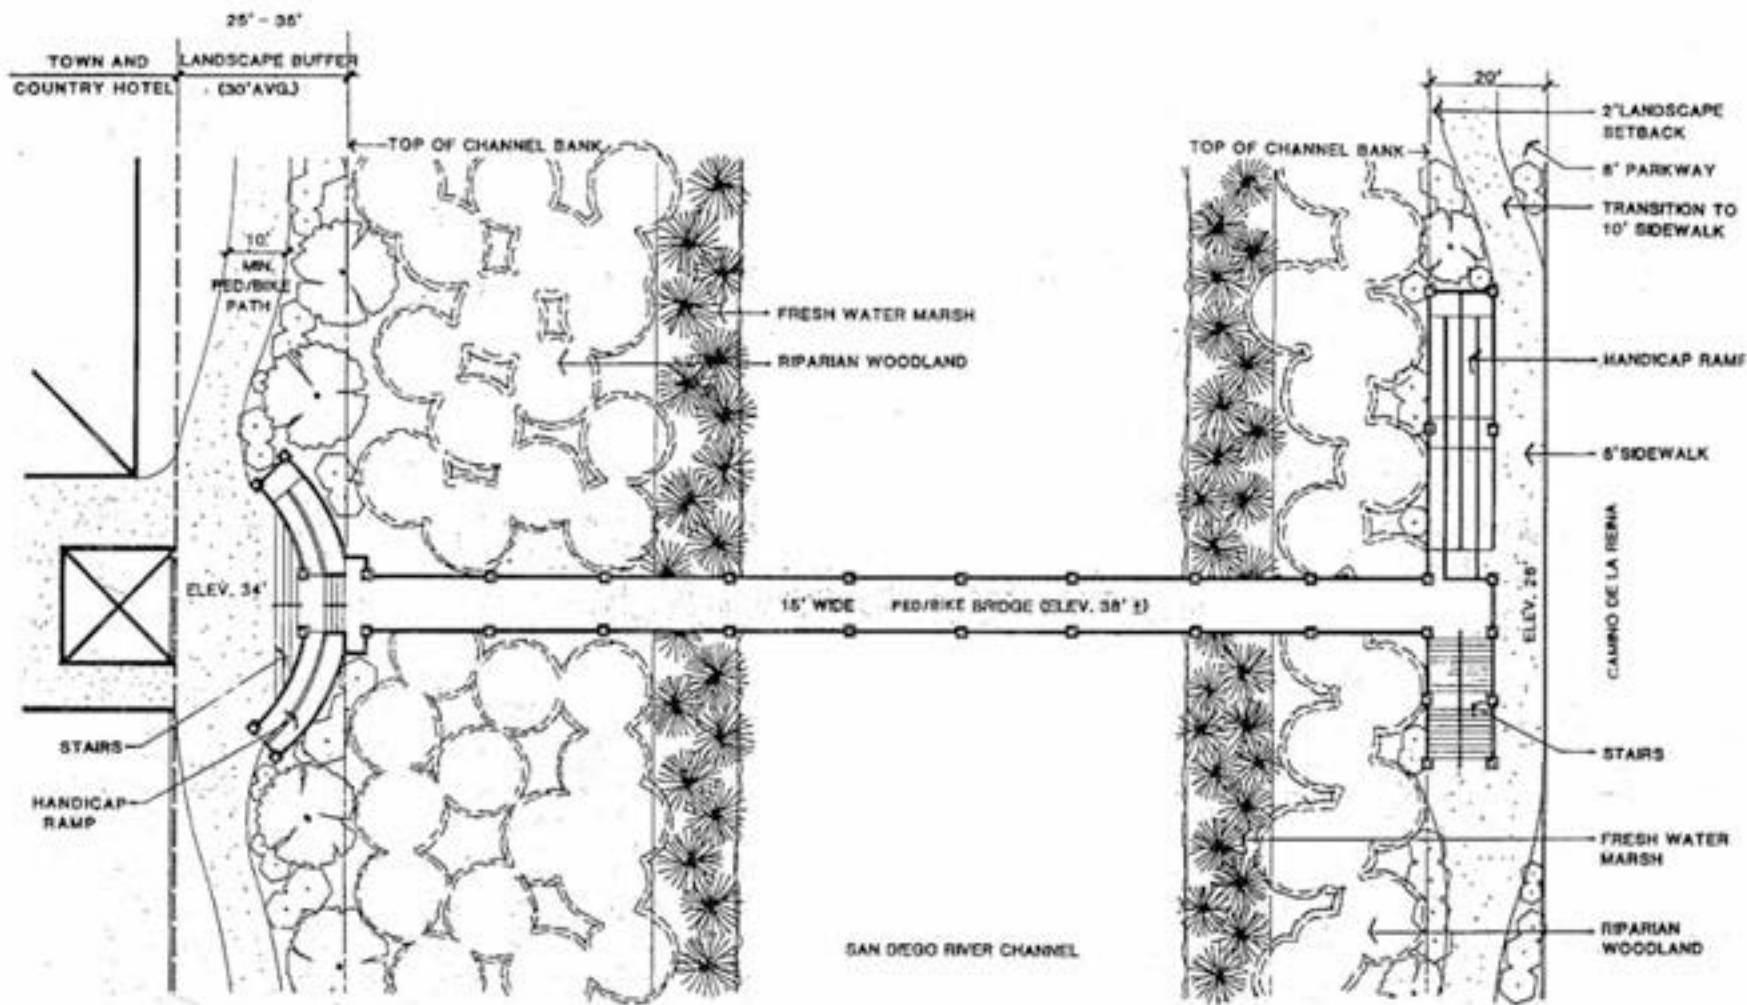 25' - 35'
TOWN AND
COUNTRY HOTEL
LANDSCAPE BUFFER
(30' AVG.)
TOP OF CHANNEL BANK
TOP OF CHANNEL BANK
20'
2' LANDSCAPE
SETBACK
8' PARKWAY
TRANSITION TO
10' SIDEWALK
10'
MIN.
PED/BIKE
PATH
FRESH WATER MARSH
RIPARIAN WOODLAND
HANDICAP RAMP
SIDEWALK
ELEV. 34'
15' WIDE PED/BIKE BRIDGE (ELEV. 38' ±)
ELEV. 26'
CAMINO DE LA REINA
STAIRS
HANDICAP
RAMP
STAIRS
FRESH WATER
MARSH
RIPARIAN
WOODLAND
SAN DIEGO RIVER CHANNEL